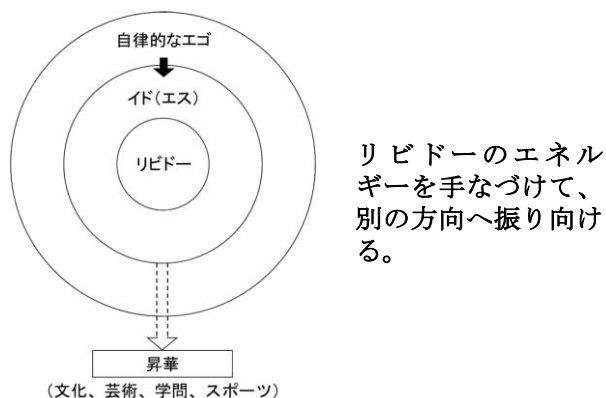 自律的なエゴ
イド(エス)
リビドー
リビドーのエネル
ギーを手なづけて、
別の方向へ振り向け
る。
昇華
(文化、芸術、学問、スポーツ)